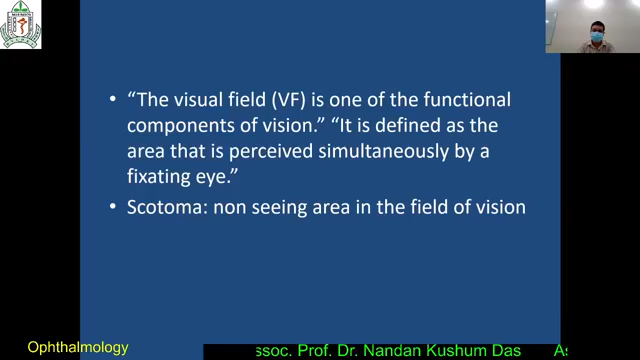 • “The visual field (VF) is one of the functional
components of vision.” “It is defined as the
area that is perceived simultaneously by a
fixating eye.”
• Scotoma: non seeing area in the field of vision
Ophthalmology
ssoc. Prof. Dr. Nandan Kushum Das As